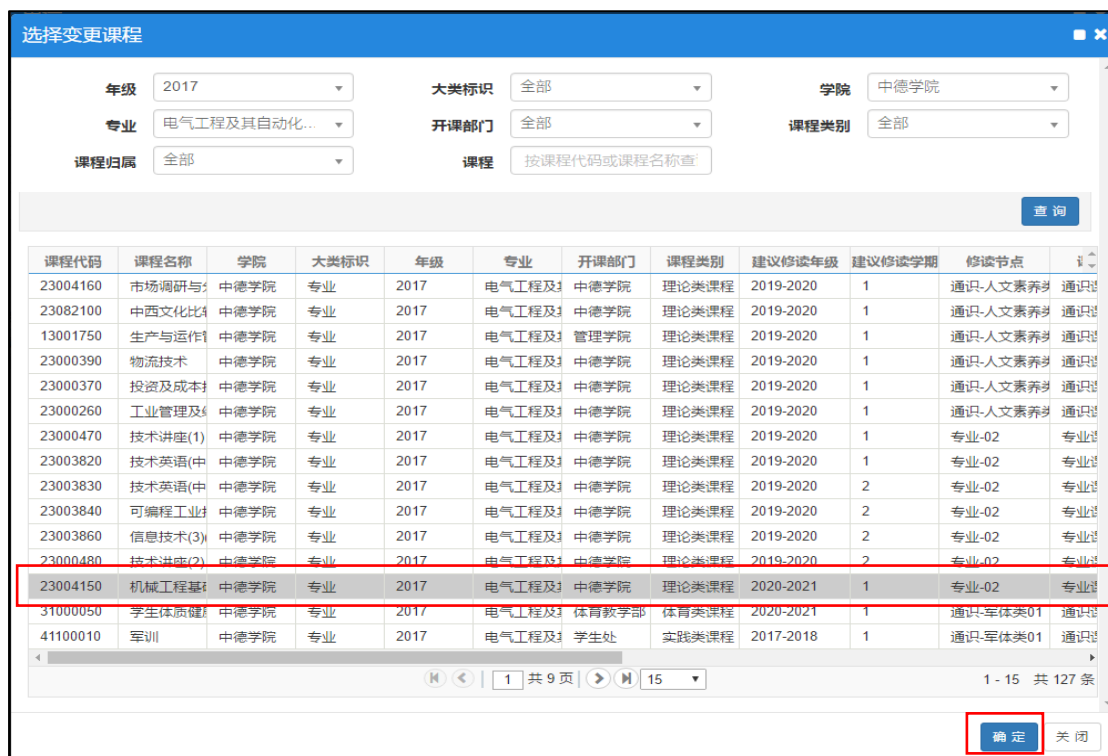 选择变更课程
年级 2017 大类标识 全部 学院 中德学院
专业 电气工程及其自动化... 开课部门 全部 课程类别 全部
课程归属 全部 课程 按课程代码或课程名称查
查 询
课程代码 课程名称 学院 大类标识 年级 专业 开课部门 课程类别 建议修读年级 建议修读学期 修读节点
23004160 市场调研与 中德学院 专业 2017 电气工程及 中德学院 理论类课程 2019-2020 1 通识-人文素养 通识
23082100 中西文化比 中德学院 专业 2017 电气工程及 中德学院 理论类课程 2019-2020 1 通识-人文素养 通识
13001750 生产与运作 中德学院 专业 2017 电气工程及 管理学院 理论类课程 2019-2020 1 通识-人文素养 通识
23000390 物流技术 中德学院 专业 2017 电气工程及 中德学院 理论类课程 2019-2020 1 通识-人文素养 通识
23000370 投资及成本 中德学院 专业 2017 电气工程及 中德学院 理论类课程 2019-2020 1 通识-人文素养 通识
23000260 工业管理及 中德学院 专业 2017 电气工程及 中德学院 理论类课程 2019-2020 1 通识-人文素养 通识
23000470 技术讲座(1) 中德学院 专业 2017 电气工程及 中德学院 理论类课程 2019-2020 1 专业-02 专业
23003820 技术英语(中 中德学院 专业 2017 电气工程及 中德学院 理论类课程 2019-2020 1 专业-02 专业
23003830 技术英语(中 中德学院 专业 2017 电气工程及 中德学院 理论类课程 2019-2020 2 专业-02 专业
23003840 可编程工业 中德学院 专业 2017 电气工程及 中德学院 理论类课程 2019-2020 2 专业-02 专业
23003860 信息技术(3)( 中德学院 专业 2017 电气工程及 中德学院 理论类课程 2019-2020 2 专业-02 专业
23000480 技术讲座(2) 中德学院 专业 2017 电气工程及 中德学院 理论类课程 2019-2020 2 专业-02 专业
23004150 机械工程基 中德学院 专业 2017 电气工程及 中德学院 理论类课程 2020-2021 1 专业-02 专业
31000050 学生体质健 中德学院 专业 2017 电气工程及 体育教学部 体育类课程 2020-2021 1 通识-军体类01 通识
41100010 军训 中德学院 专业 2017 电气工程及 学生处 实践类课程 2017-2018 1 通识-军体类01 通识
1 共 9 页 15 1 - 15 共 127 条
确 定 关 闭